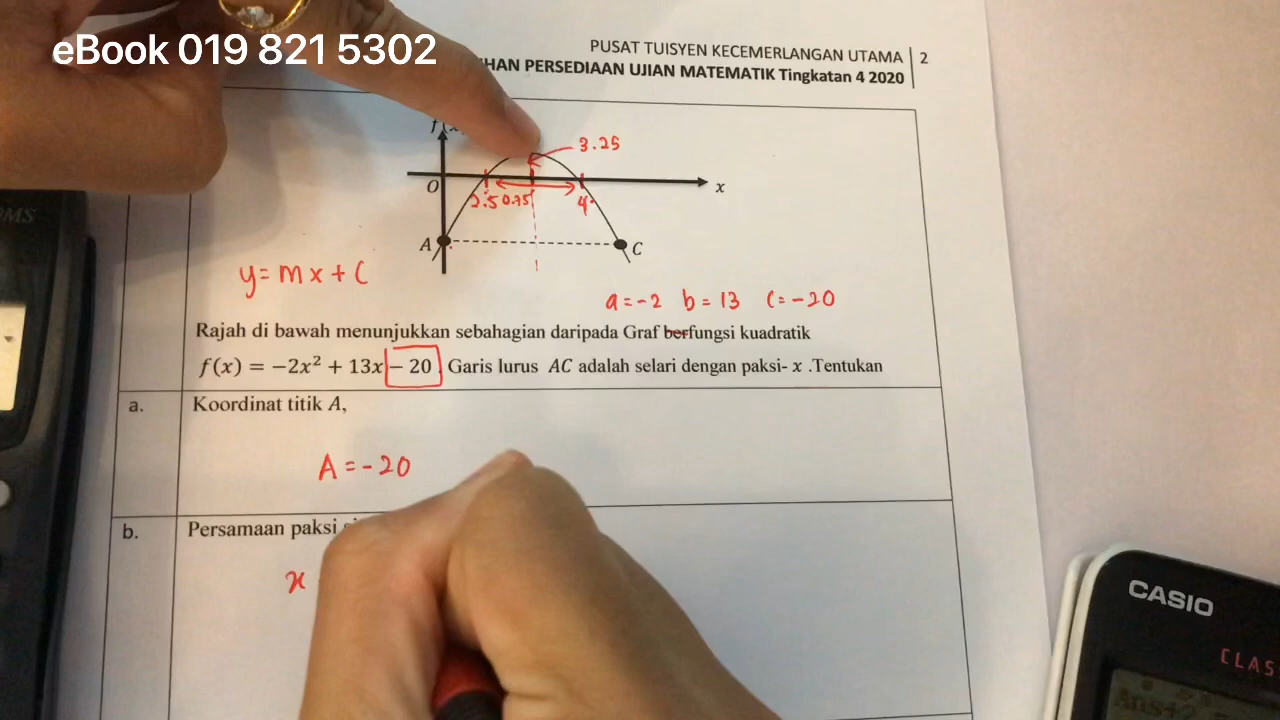 eBook 019 821 5302
PUSAT TUISYEN KECEMERLANGAN UTAMA | 2
HAN PERSEDIAAN UJIAN MATEMATIK Tingkatan 4 2020
3.25
O
x
2.5 0.75 4
A
C
y = mx + c
a = -2 b = 13 c = -20
Rajah di bawah menunjukkan sebahagian daripada Graf berfungsi kuadratik
f(x) = −2x² + 13x − 20. Garis lurus AC adalah selari dengan paksi- x .Tentukan
a. Koordinat titik A,
A = -20
b. Persamaan paksi
x
CASIO
CLAS